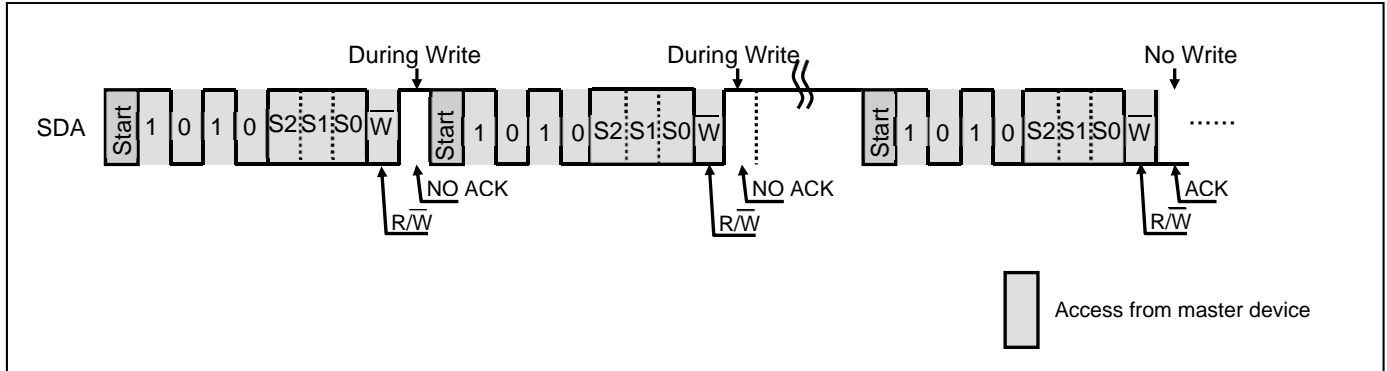 During Write During Write No Write
SDA Start 1 0 1 0 S2 S1 S0 W̅ Start 1 0 1 0 S2 S1 S0 W̅ Start 1 0 1 0 S2 S1 S0 W̅ ......
NO ACK NO ACK ACK
R/W̅ R/W̅ R/W̅
Access from master device